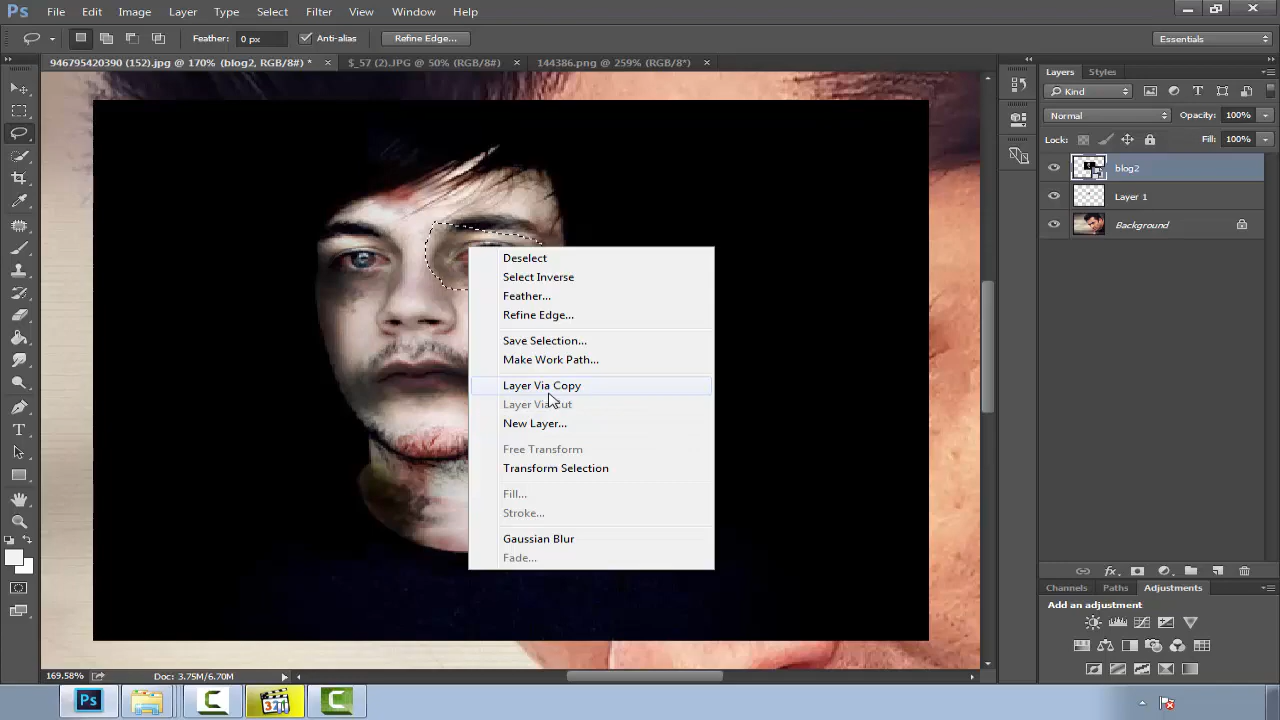 Ps File Edit Image Layer Type Select Filter View Window Help
Feather: 0 px Anti-alias Refine Edge... Essentials
946795420390 (152).jpg @ 170% (blog2, RGB/8#) * $_57 (2).JPG @ 50% (RGB/8#) 144386.png @ 259% (RGB/8*)
Layers Styles
Kind
Normal Opacity: 100%
Lock: Fill: 100%
blog2
Layer 1
Background
Deselect
Select Inverse
Feather...
Refine Edge...
Save Selection...
Make Work Path...
Layer Via Copy
Layer Via Cut
New Layer...
Free Transform
Transform Selection
Fill...
Stroke...
Gaussian Blur
Fade...
fx
Channels Paths Adjustments
Add an adjustment
169.58% Doc: 3.75M/6.70M
Ps C 321 C